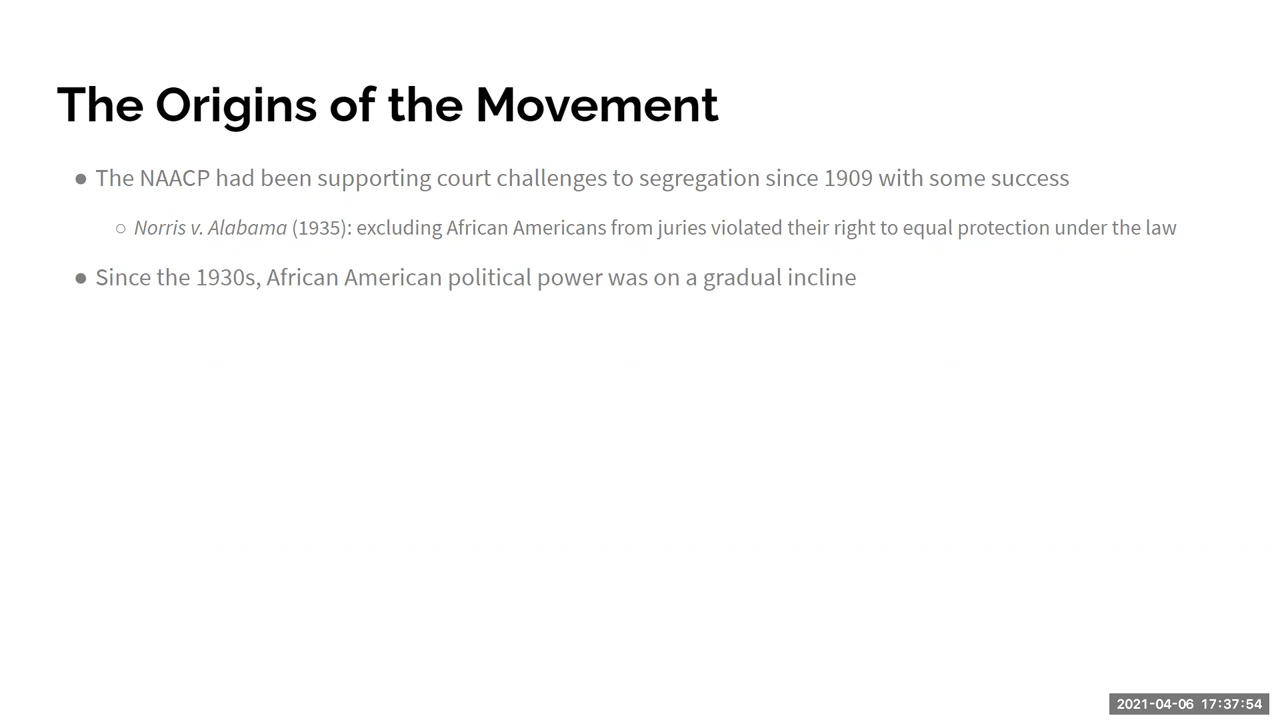 The Origins of the Movement
● The NAACP had been supporting court challenges to segregation since 1909 with some success
○ Norris v. Alabama (1935): excluding African Americans from juries violated their right to equal protection under the law
● Since the 1930s, African American political power was on a gradual incline
2021-04-06 17:37:54